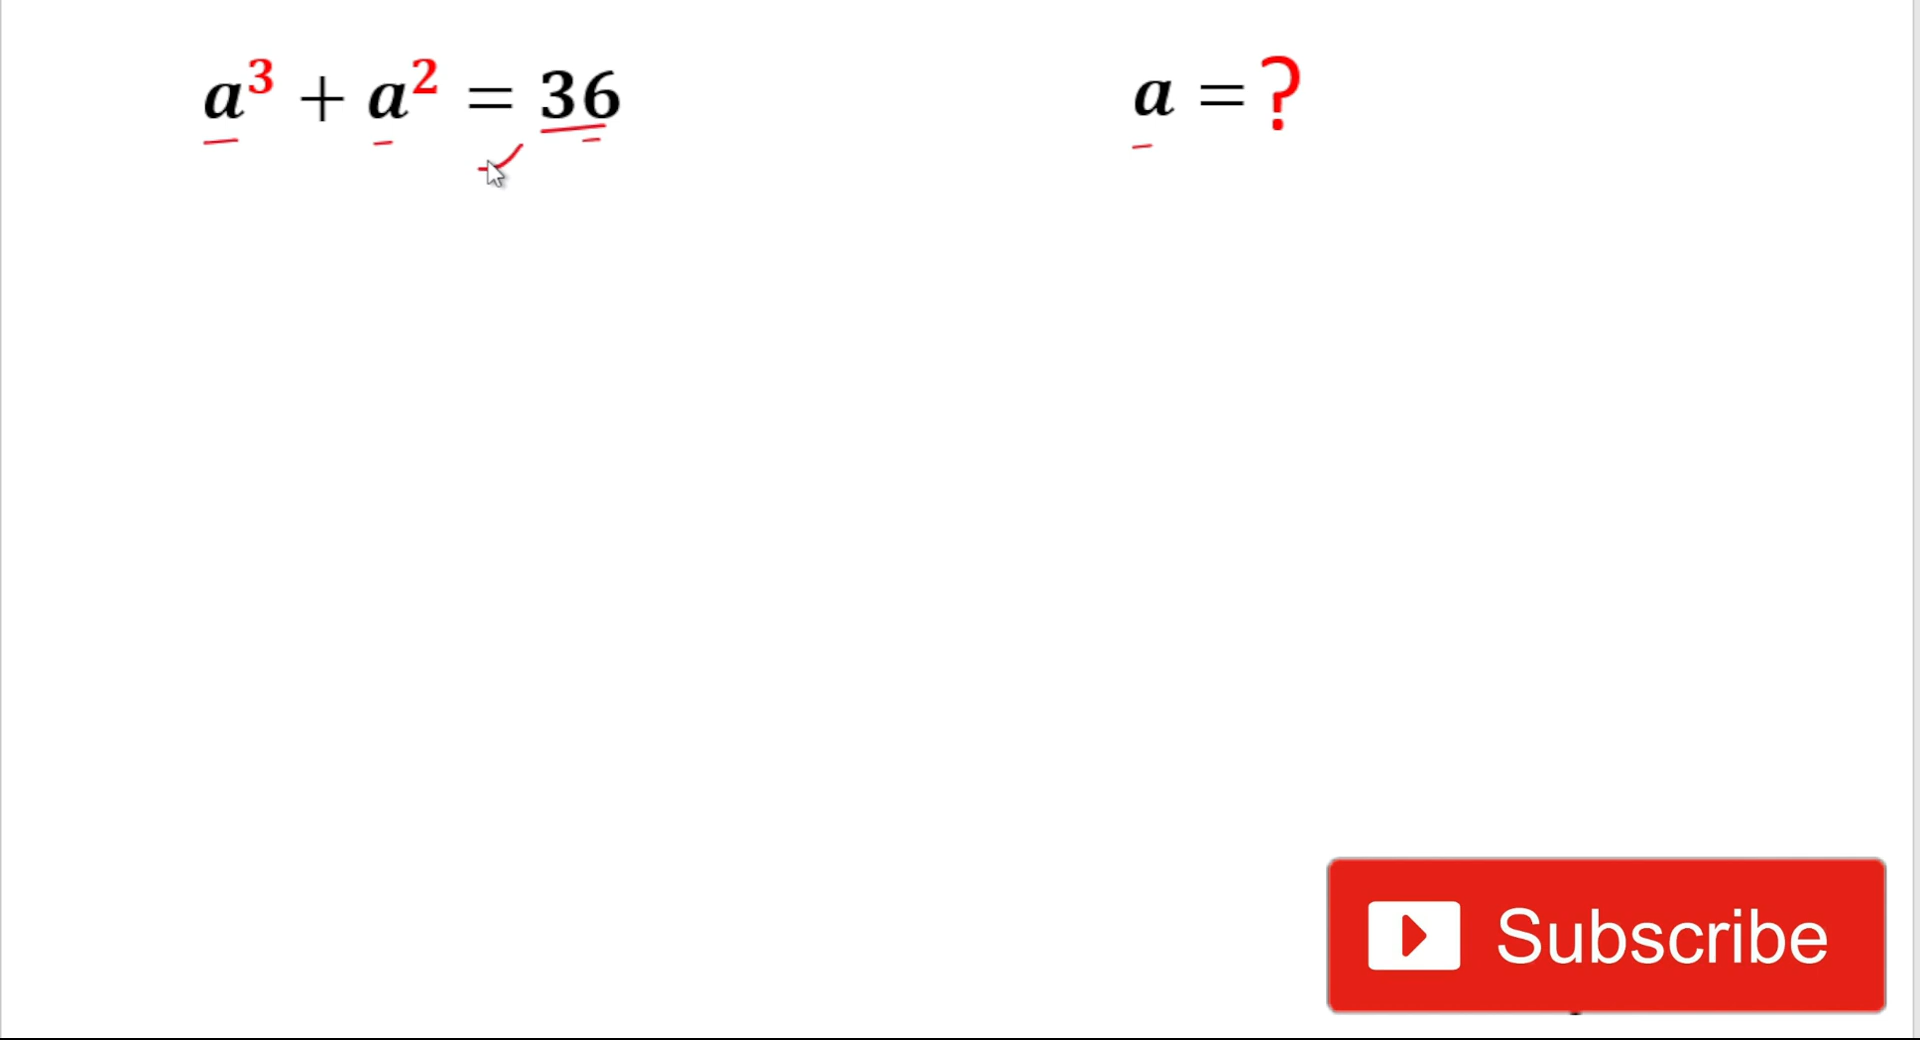 a³ + a² = 36
a = ?
Subscribe